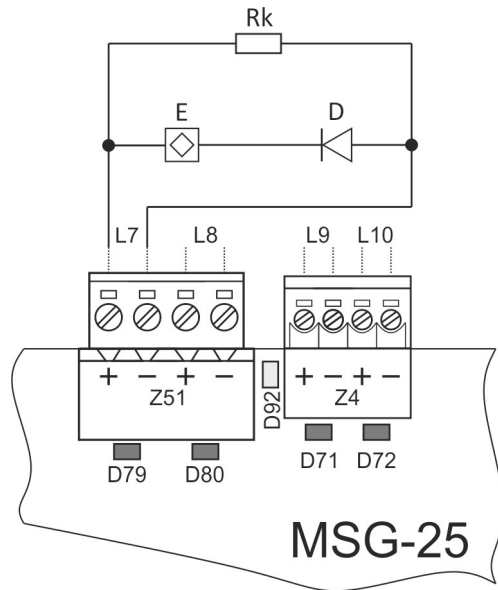 Rk
E D
L7 L8 L9 L10
+ − + − + − + −
Z51 D92 Z4
D79 D80 D71 D72
MSG-25